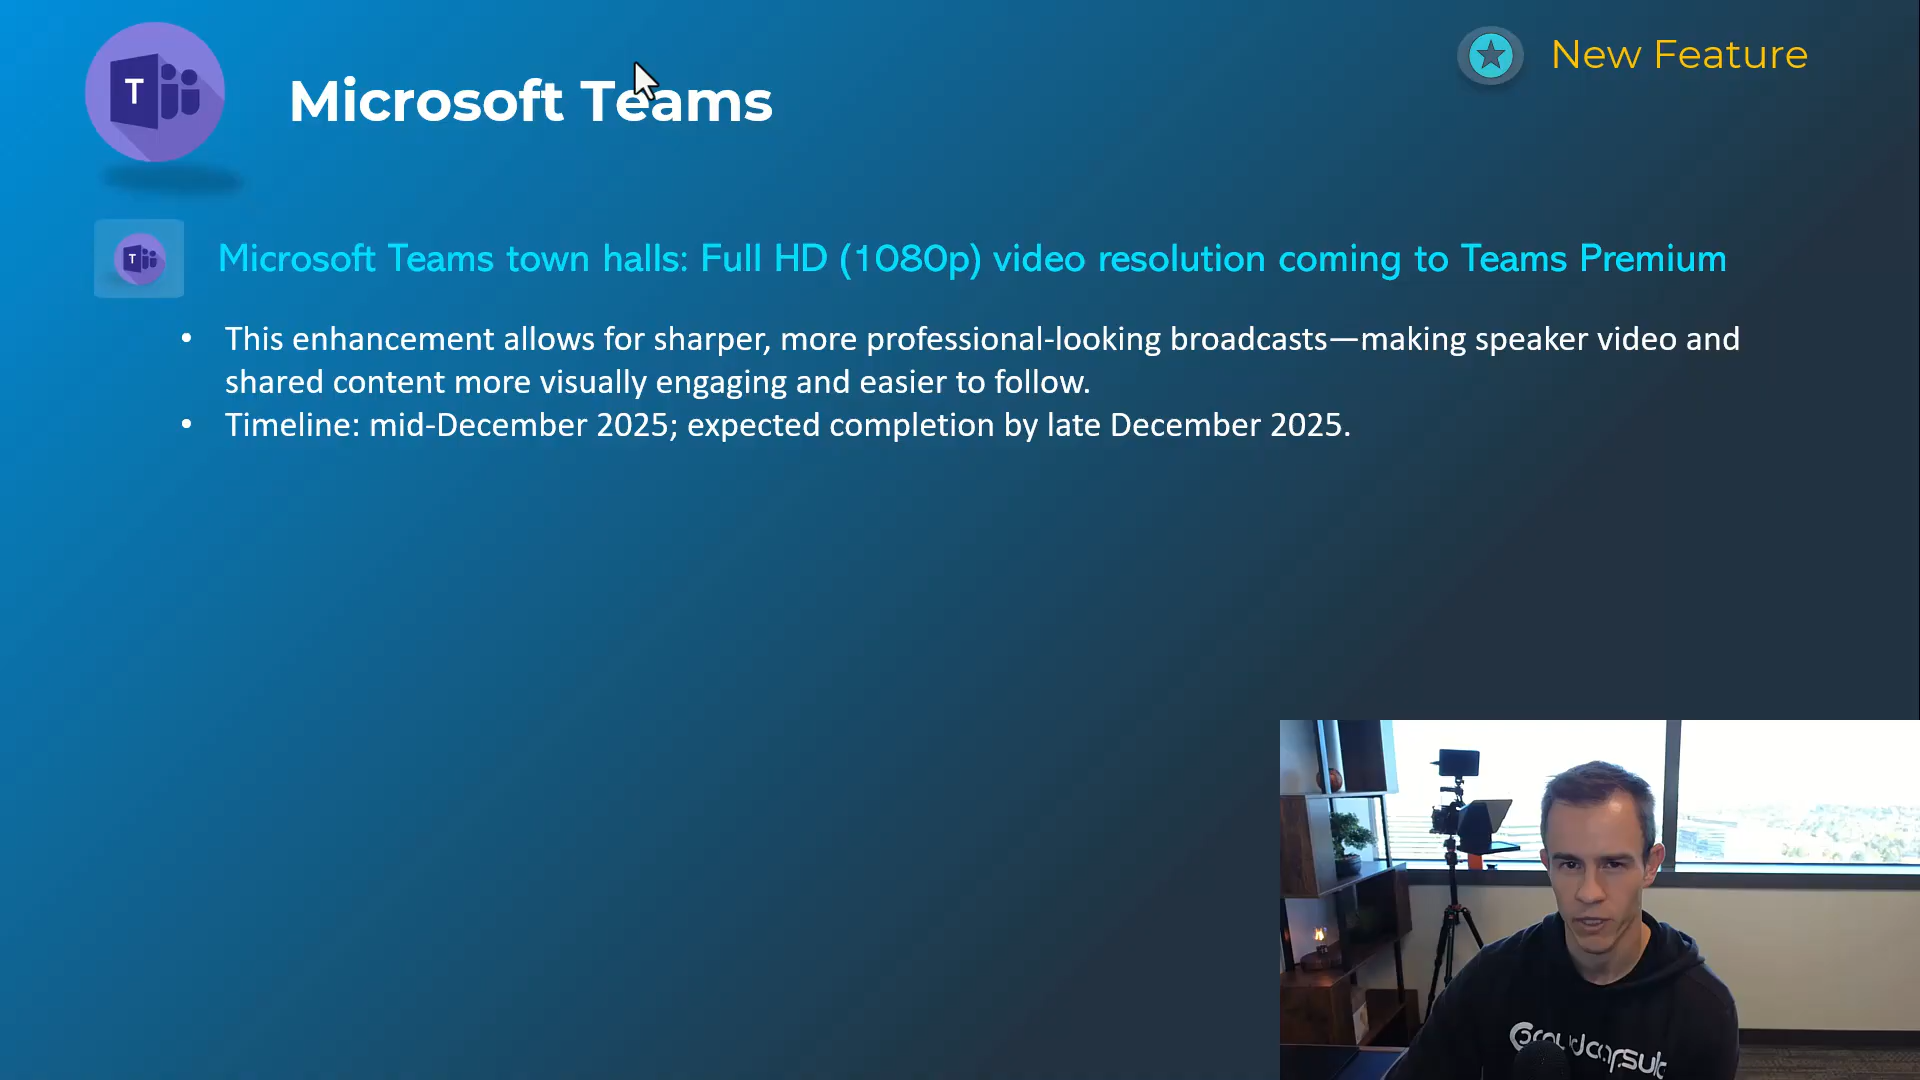 T
Microsoft Teams
New Feature
T
Microsoft Teams town halls: Full HD (1080p) video resolution coming to Teams Premium
• This enhancement allows for sharper, more professional-looking broadcasts—making speaker video and
shared content more visually engaging and easier to follow.
• Timeline: mid-December 2025; expected completion by late December 2025.